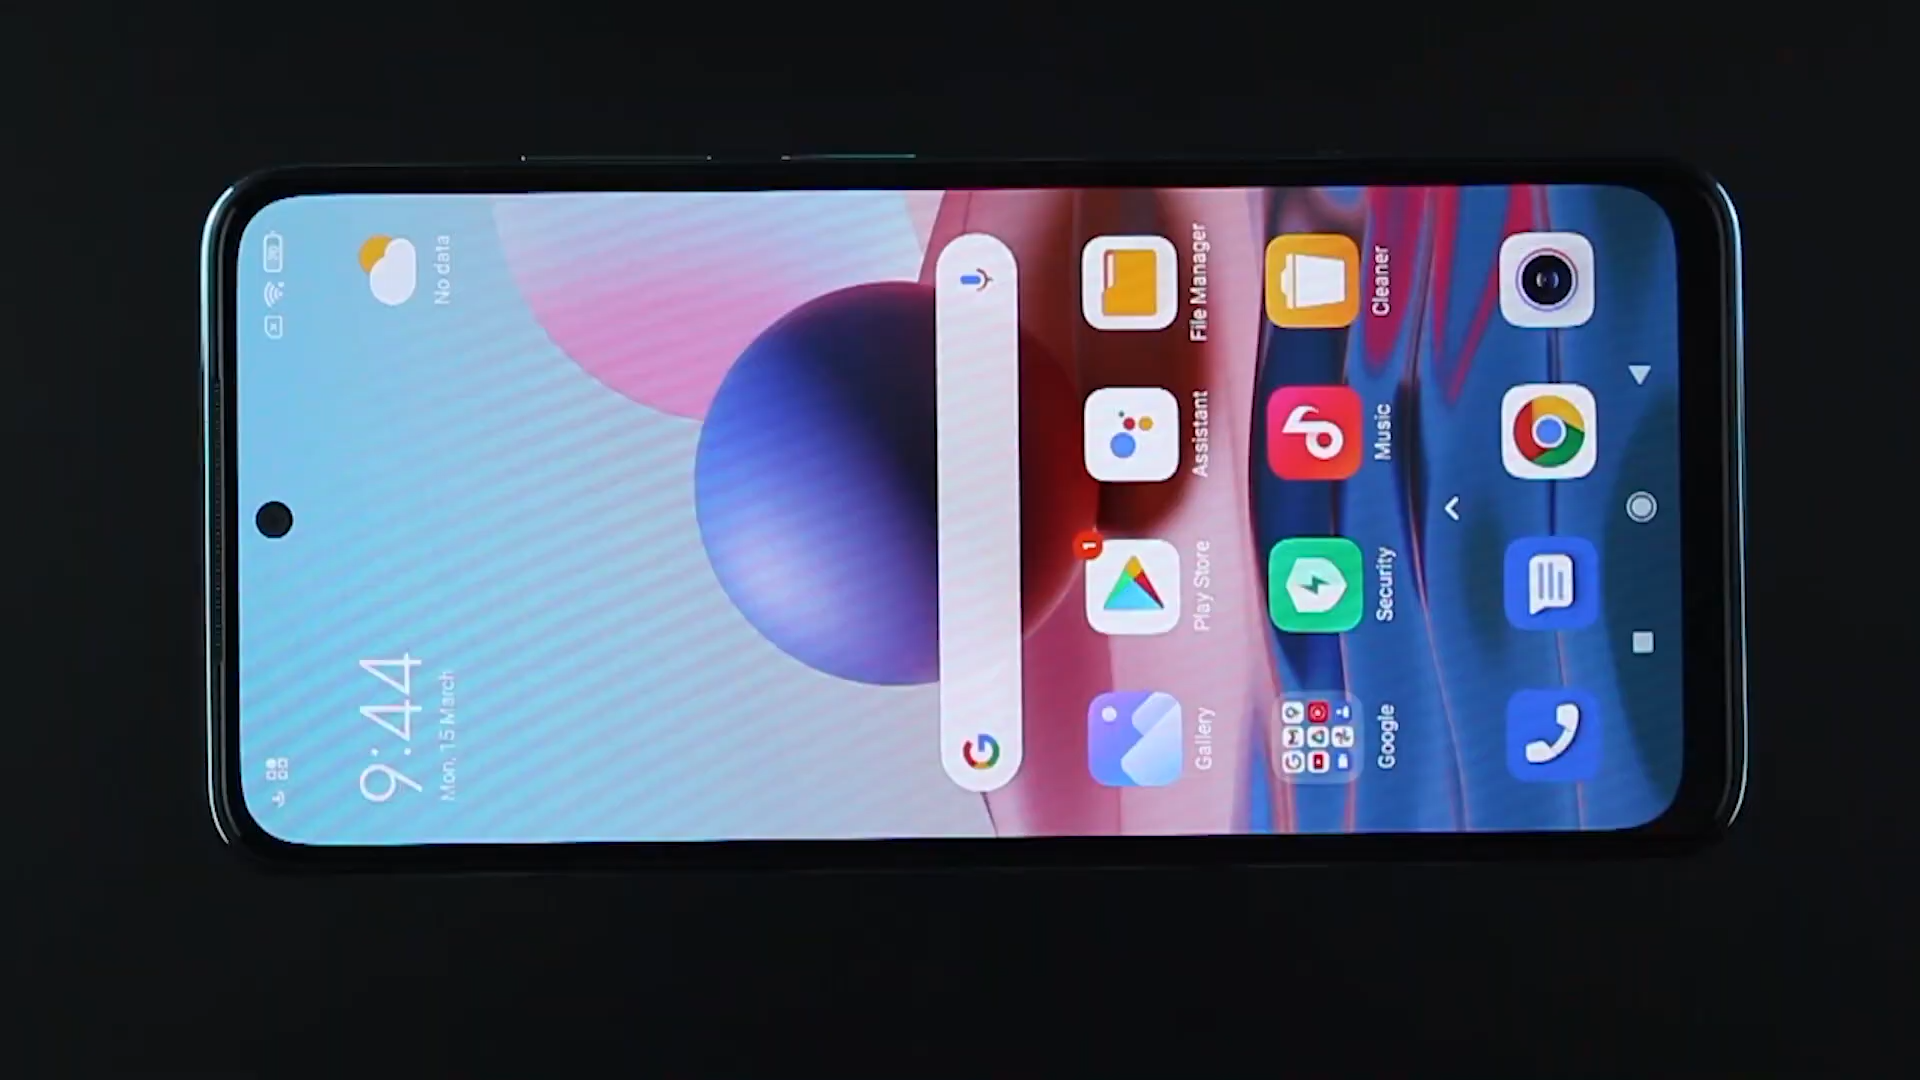 9:44
Mon, 15 March
No data
1
Gallery
Play Store
Assistant
File Manager
Google
Security
Music
Cleaner